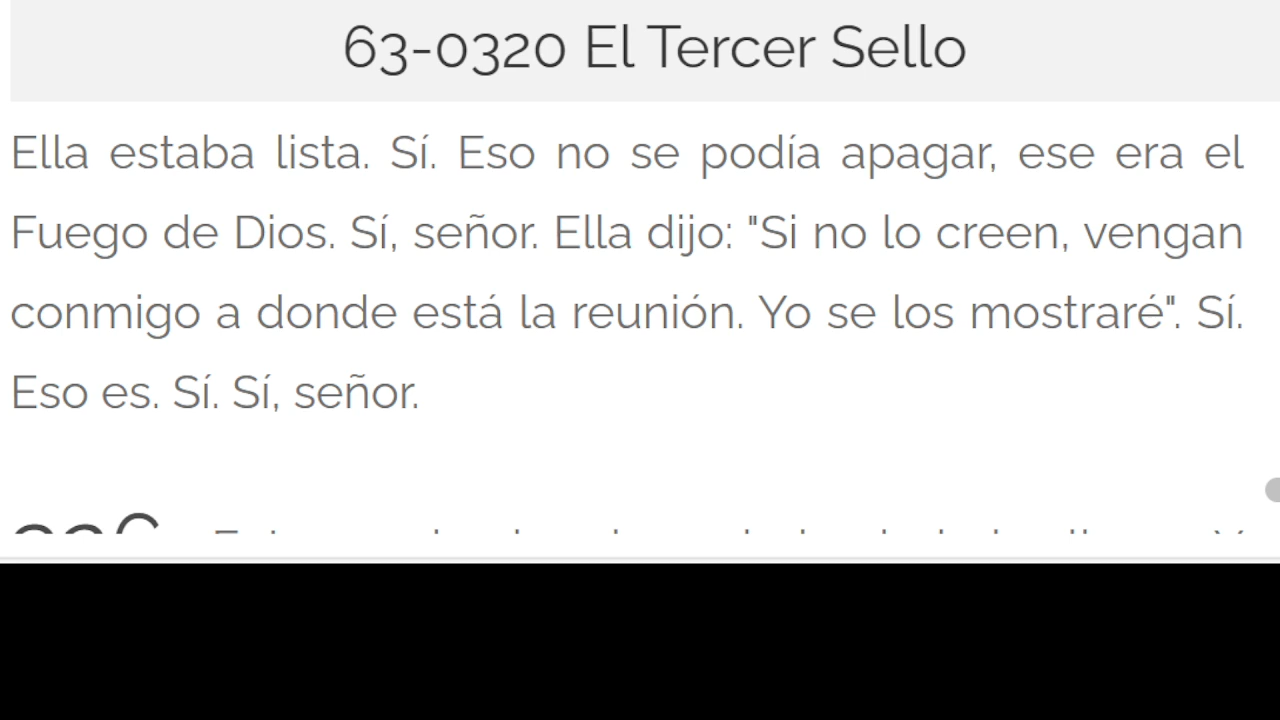 63-0320 El Tercer Sello
Ella estaba lista. Sí. Eso no se podía apagar, ese era el
Fuego de Dios. Sí, señor. Ella dijo: "Si no lo creen, vengan
conmigo a donde está la reunión. Yo se los mostraré". Sí.
Eso es. Sí. Sí, señor.